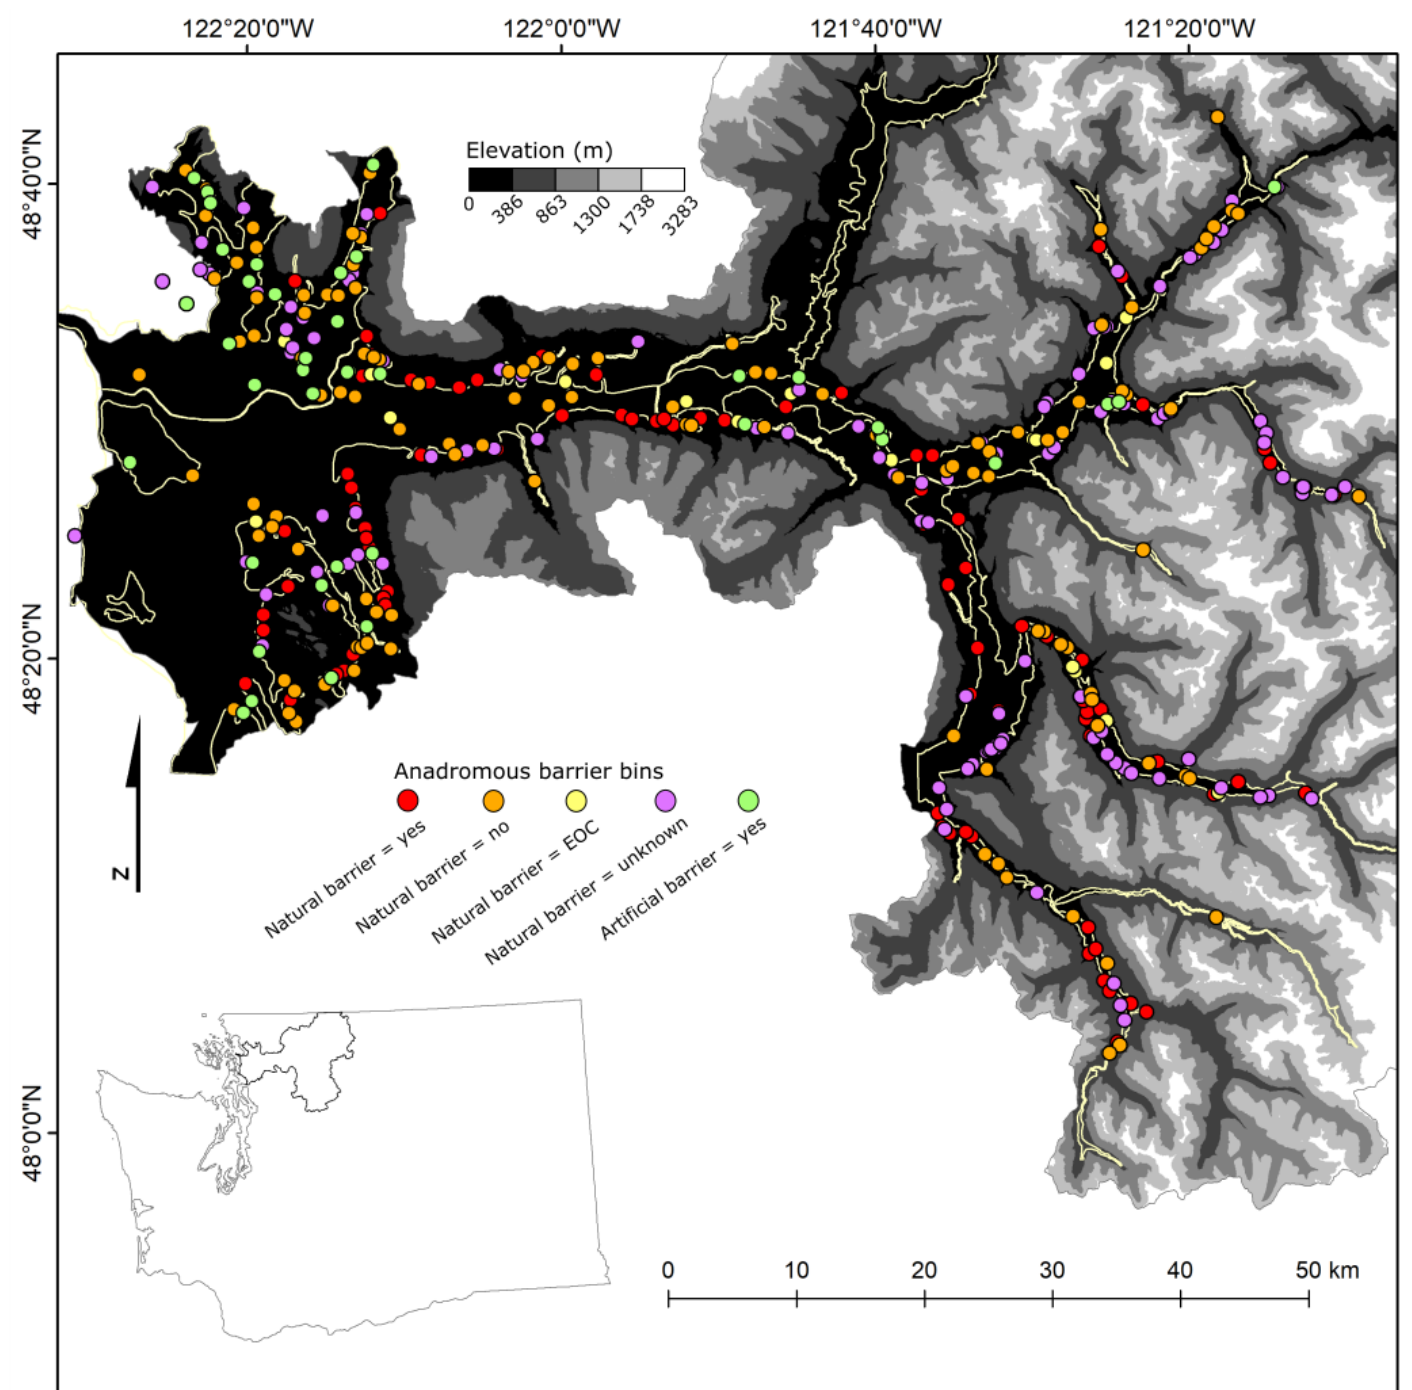 122°20'0"W
122°0'0"W
121°40'0"W
121°20'0"W
48°40'0"N
48°20'0"N
48°0'0"N
Elevation (m)
0
386
863
1300
1738
3283
Anadromous barrier bins
Natural barrier = yes
Natural barrier = no
Natural barrier = EOC
Natural barrier = unknown
Artificial barrier = yes
N
0
10
20
30
40
50 km